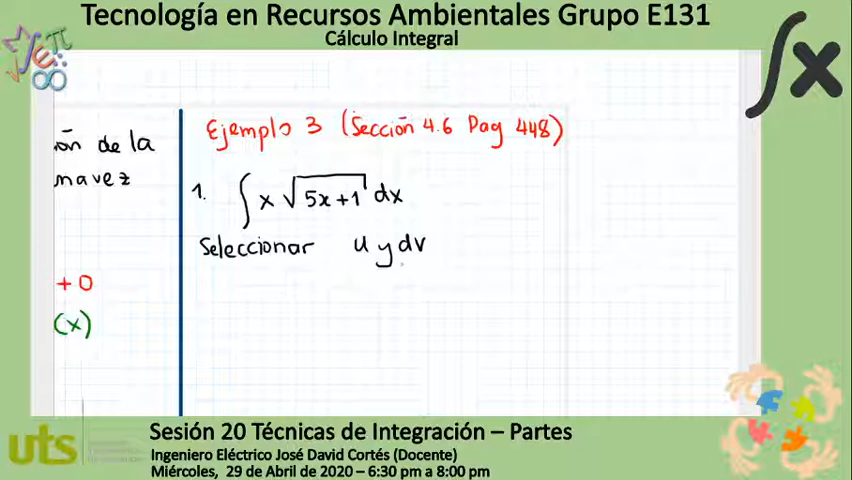 Tecnología en Recursos Ambientales Grupo E131
Cálculo Integral
ón de la
navez
+0
(x)
Ejemplo 3 (Sección 4.6 Pag 448)
1. ∫ x √5x+1 dx
Seleccionar u y dv
uts
Sesión 20 Técnicas de Integración – Partes
Ingeniero Eléctrico José David Cortés (Docente)
Miércoles, 29 de Abril de 2020 – 6:30 pm a 8:00 pm